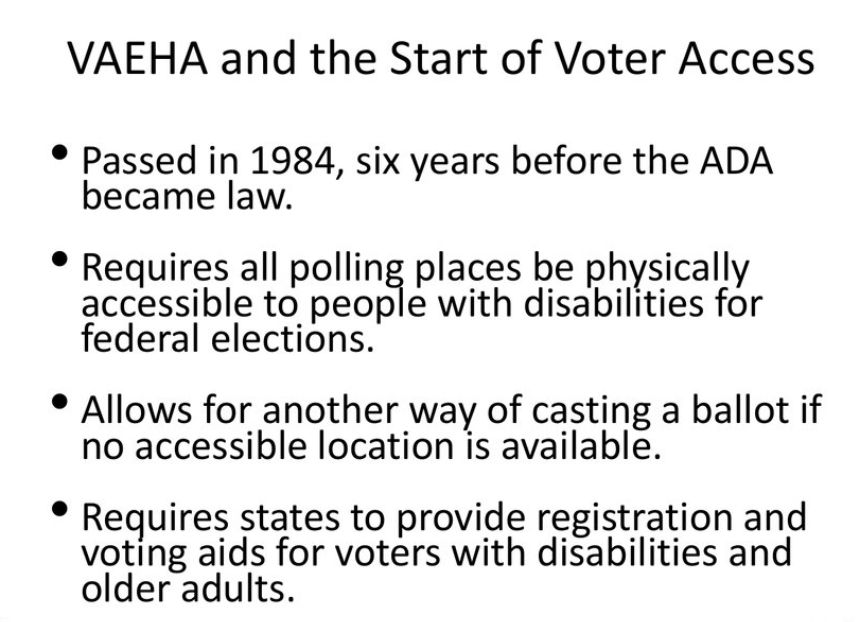 VAEHA and the Start of Voter Access
• Passed in 1984, six years before the ADA
became law.
• Requires all polling places be physically
accessible to people with disabilities for
federal elections.
• Allows for another way of casting a ballot if
no accessible location is available.
• Requires states to provide registration and
voting aids for voters with disabilities and
older adults.